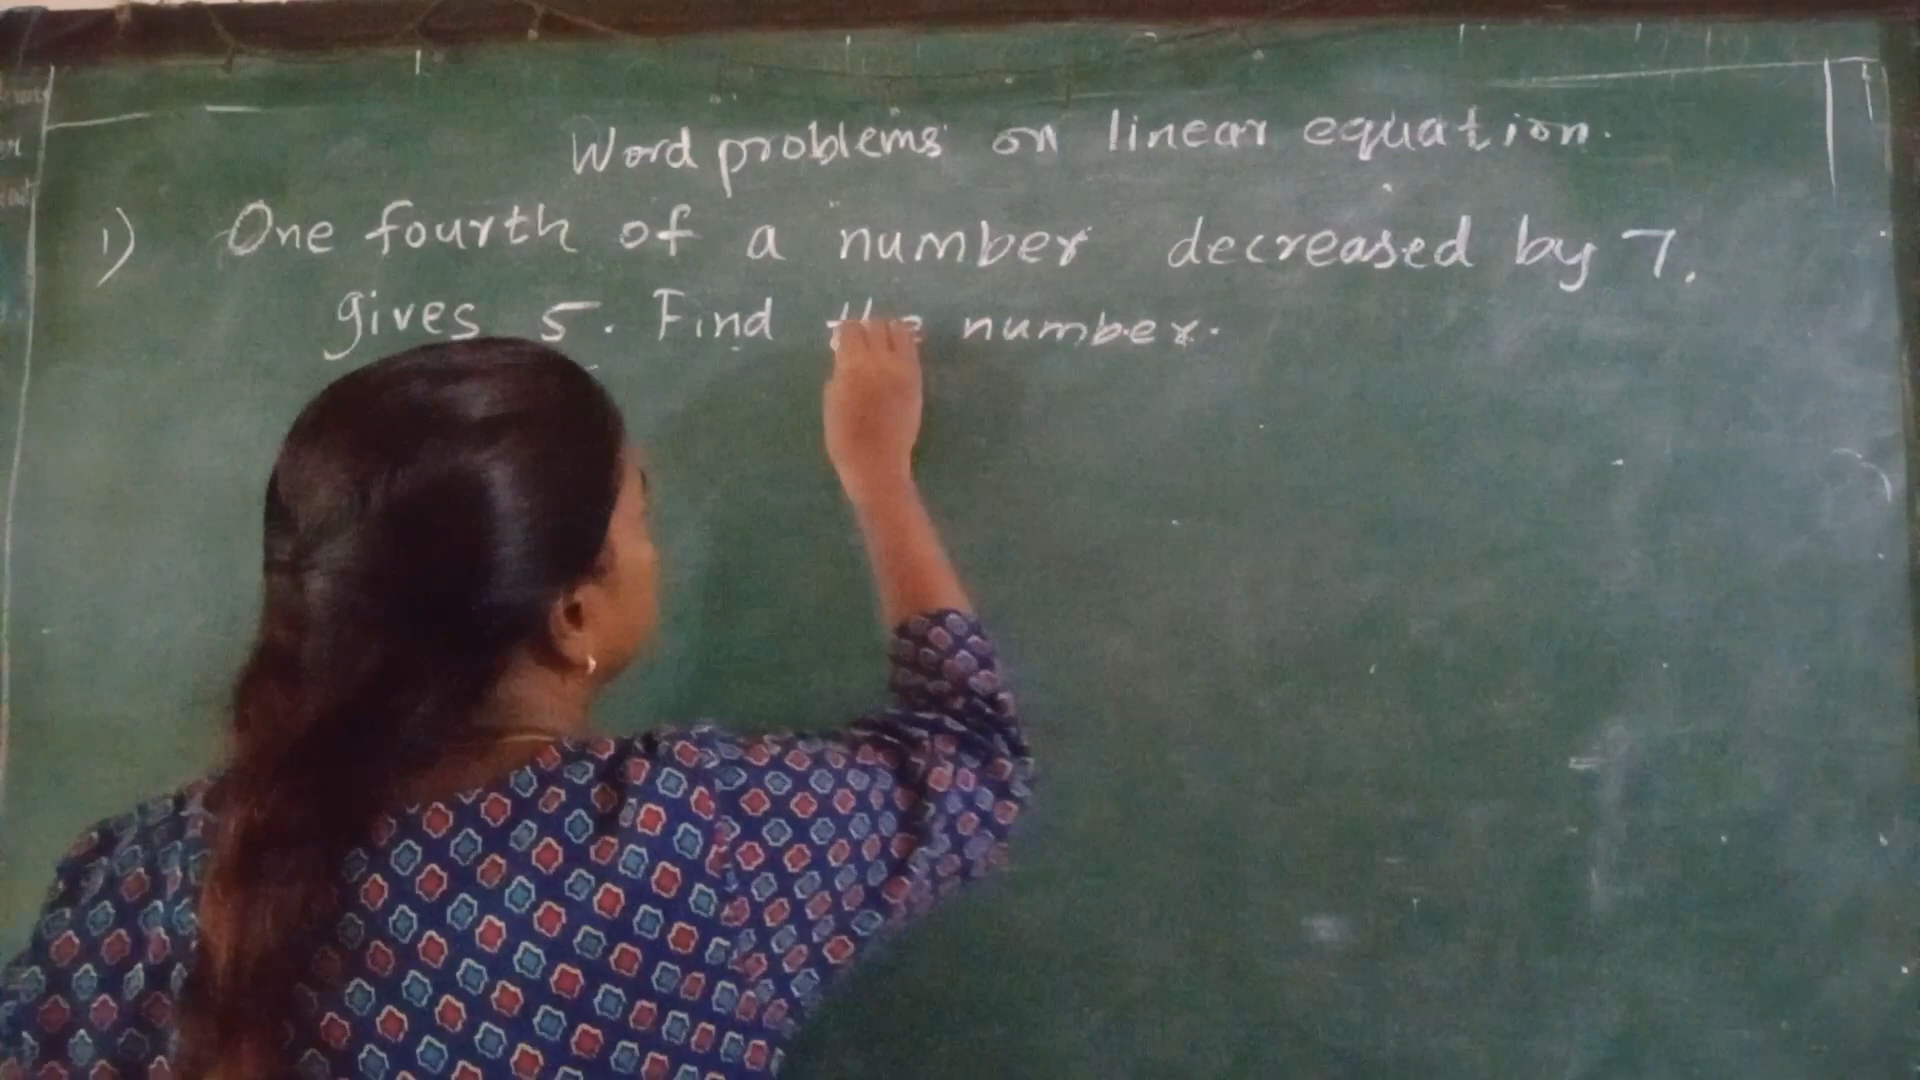 Word problems on linear equation.
1) One fourth of a number decreased by 7.
gives 5. Find the number.